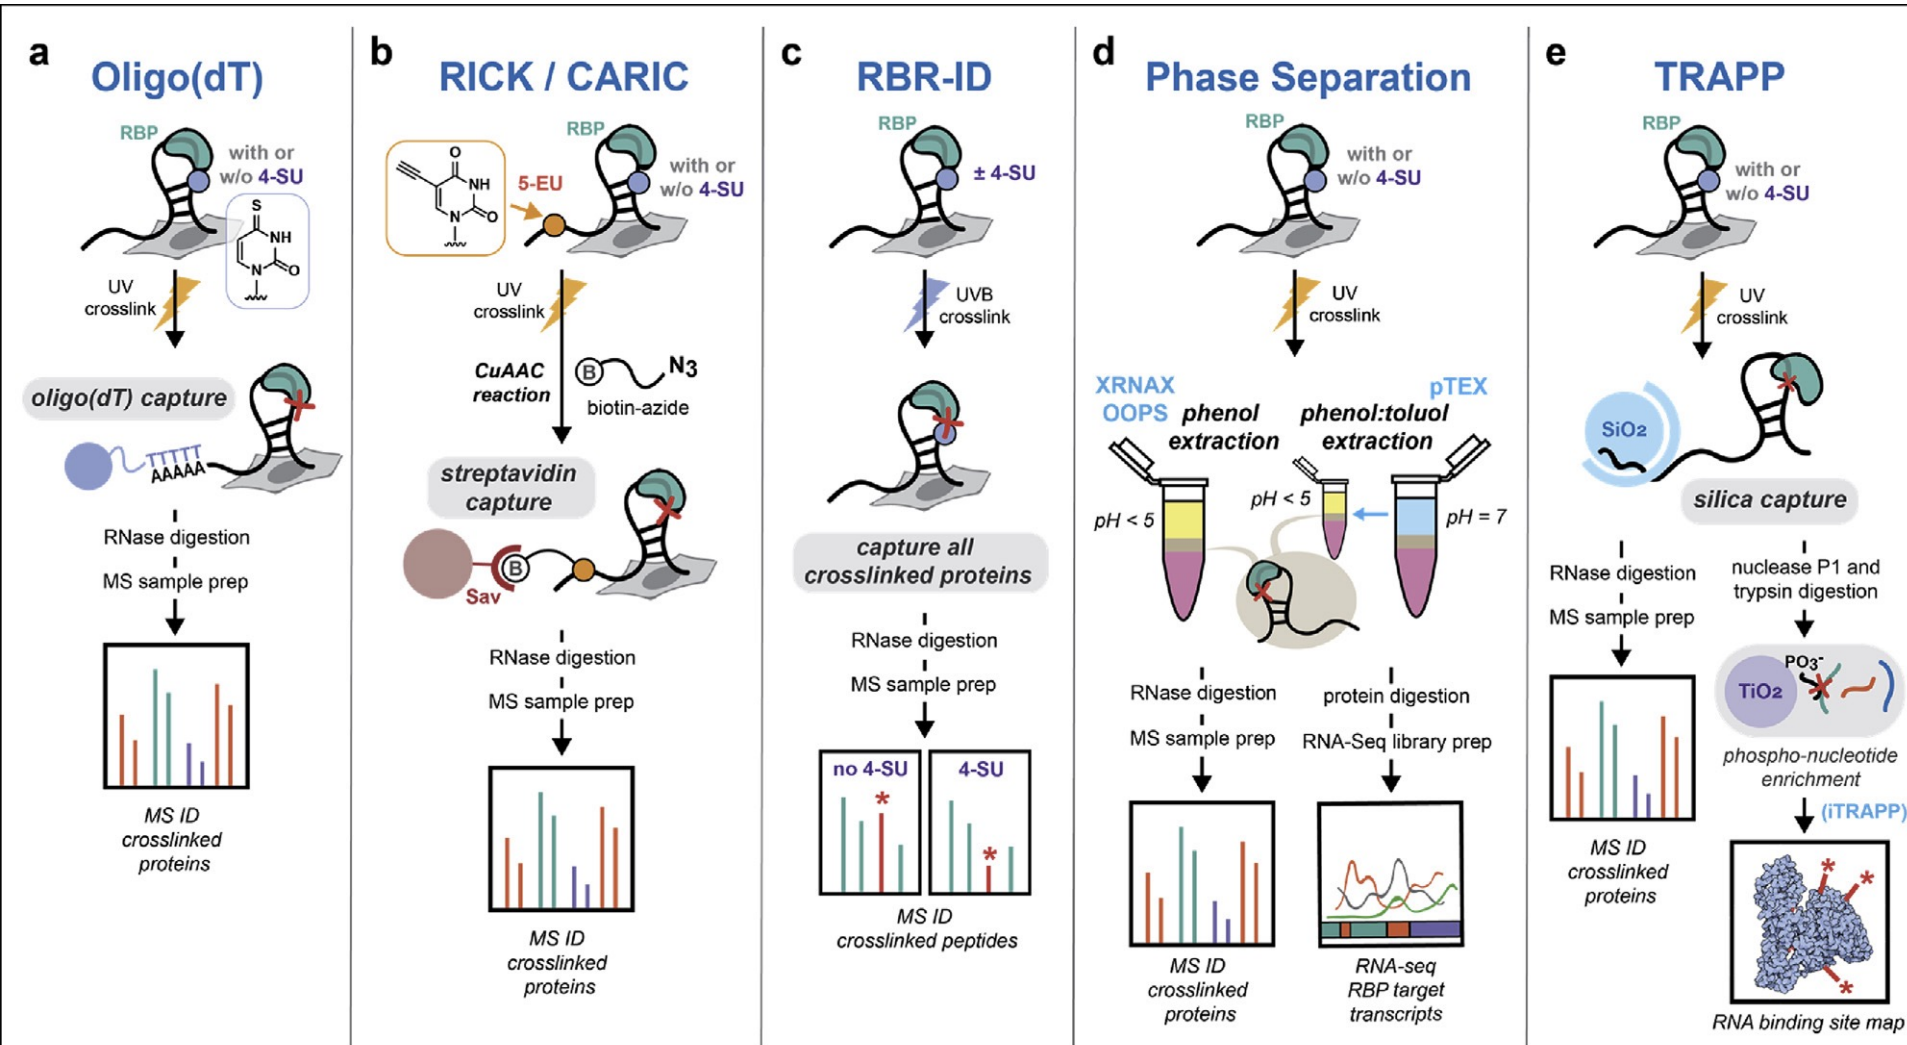 a
Oligo(dT)
RBP
with or
w/o 4-SU
S
NH
N
O
UV
crosslink
oligo(dT) capture
TTTTT
AAAAA
RNase digestion
MS sample prep
MS ID
crosslinked
proteins
b
RICK / CARIC
RBP
with or
w/o 4-SU
O
NH
N
O
5-EU
UV
crosslink
CuAAC
reaction
B
N3
biotin-azide
streptavidin
capture
B
Sav
RNase digestion
MS sample prep
MS ID
crosslinked
proteins
c
RBR-ID
RBP
± 4-SU
UVB
crosslink
capture all
crosslinked proteins
RNase digestion
MS sample prep
no 4-SU
*
4-SU
*
MS ID
crosslinked peptides
d
Phase Separation
RBP
with or
w/o 4-SU
UV
crosslink
XRNAX
OOPS
phenol
extraction
pTEX
phenol:toluol
extraction
pH < 5
pH < 5
pH = 7
RNase digestion
MS sample prep
MS ID
crosslinked
proteins
protein digestion
RNA-Seq library prep
RNA-seq
RBP target
transcripts
e
TRAPP
RBP
with or
w/o 4-SU
UV
crosslink
SiO2
silica capture
RNase digestion
MS sample prep
MS ID
crosslinked
proteins
nuclease P1 and
trypsin digestion
TiO2
PO3-
phospho-nucleotide
enrichment
(iTRAPP)
*
*
*
RNA binding site map